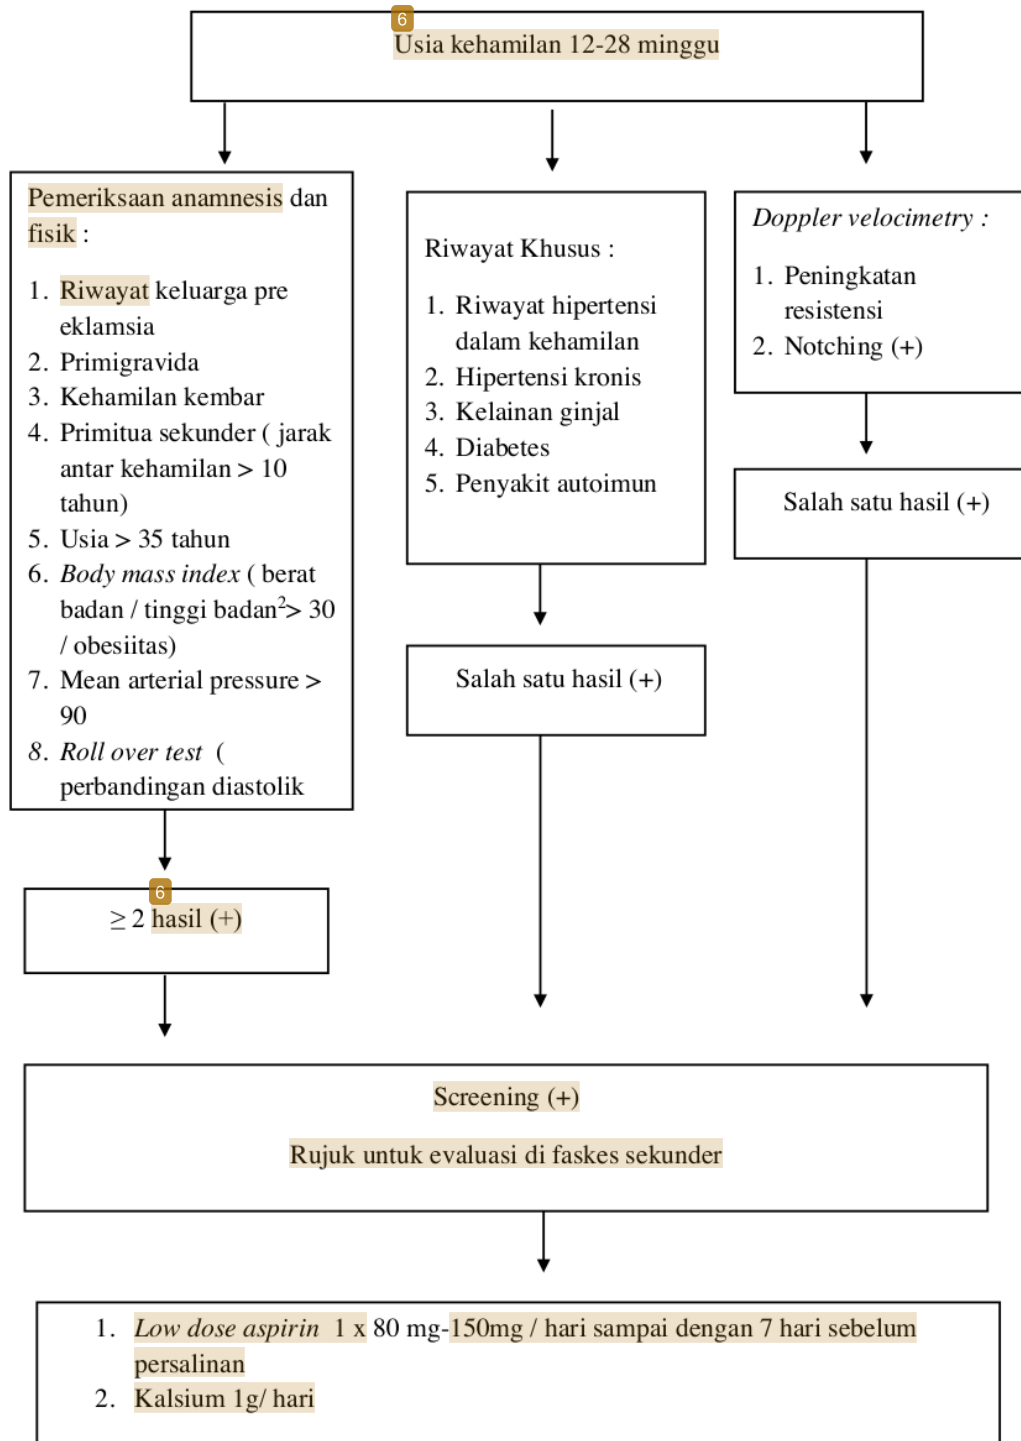 6
Usia kehamilan 12-28 minggu
Pemeriksaan anamnesis dan
fisik :
1. Riwayat keluarga pre
eklamsia
2. Primigravida
3. Kehamilan kembar
4. Primitua sekunder ( jarak
antar kehamilan > 10
tahun)
5. Usia > 35 tahun
6. Body mass index ( berat
badan / tinggi badan²> 30
/ obesiitas)
7. Mean arterial pressure >
90
8. Roll over test (
perbandingan diastolik
6
≥ 2 hasil (+)
Riwayat Khusus :
1. Riwayat hipertensi
dalam kehamilan
2. Hipertensi kronis
3. Kelainan ginjal
4. Diabetes
5. Penyakit autoimun
Salah satu hasil (+)
Doppler velocimetry :
1. Peningkatan
resistensi
2. Notching (+)
Salah satu hasil (+)
Screening (+)
Rujuk untuk evaluasi di faskes sekunder
1. Low dose aspirin 1 x 80 mg-150mg / hari sampai dengan 7 hari sebelum
persalinan
2. Kalsium 1g/ hari